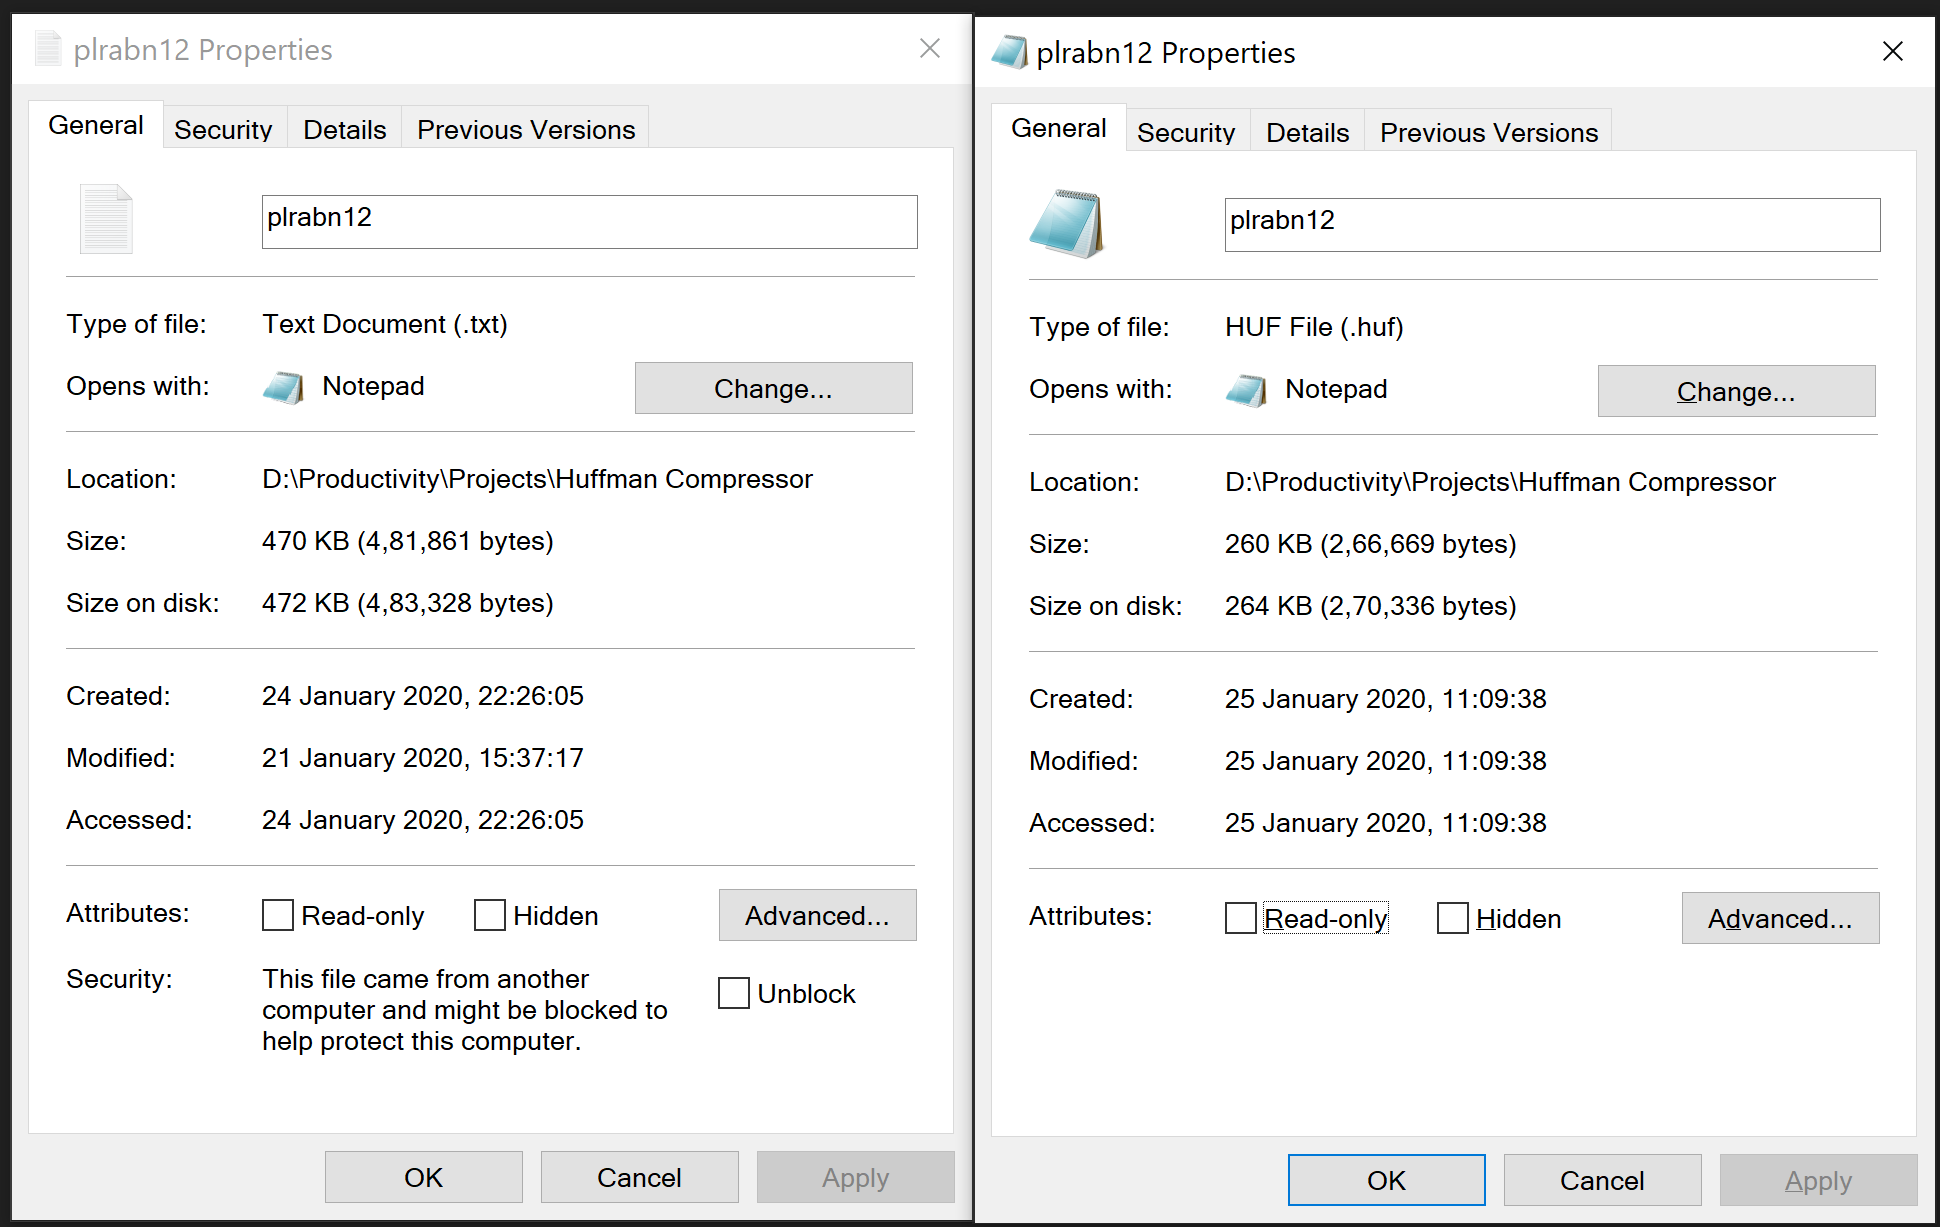 plrabn12 Properties
General Security Details Previous Versions
plrabn12
Type of file: Text Document (.txt)
Opens with: Notepad Change...
Location: D:\Productivity\Projects\Huffman Compressor
Size: 470 KB (4,81,861 bytes)
Size on disk: 472 KB (4,83,328 bytes)
Created: 24 January 2020, 22:26:05
Modified: 21 January 2020, 15:37:17
Accessed: 24 January 2020, 22:26:05
Attributes: Read-only Hidden Advanced...
Security: This file came from another
computer and might be blocked to
help protect this computer.
Unblock
OK Cancel Apply
plrabn12 Properties
General Security Details Previous Versions
plrabn12
Type of file: HUF File (.huf)
Opens with: Notepad Change...
Location: D:\Productivity\Projects\Huffman Compressor
Size: 260 KB (2,66,669 bytes)
Size on disk: 264 KB (2,70,336 bytes)
Created: 25 January 2020, 11:09:38
Modified: 25 January 2020, 11:09:38
Accessed: 25 January 2020, 11:09:38
Attributes: Read-only Hidden Advanced...
OK Cancel Apply